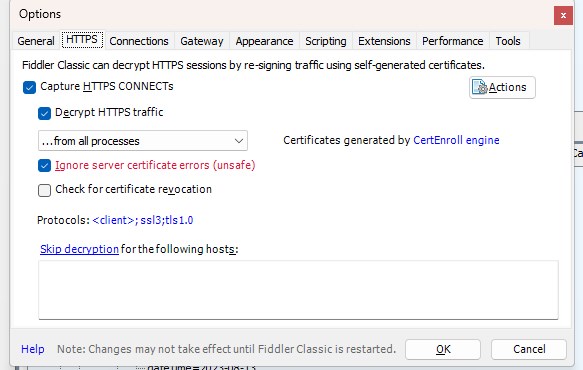 Options
x
General HTTPS Connections Gateway Appearance Scripting Extensions Performance Tools
Fiddler Classic can decrypt HTTPS sessions by re-signing traffic using self-generated certificates.
Capture HTTPS CONNECTs
Actions
Decrypt HTTPS traffic
...from all processes
Certificates generated by CertEnroll engine
Ignore server certificate errors (unsafe)
Check for certificate revocation
Protocols: <client>; ssl3;tls1.0
Skip decryption for the following hosts:
Help Note: Changes may not take effect until Fiddler Classic is restarted. OK Cancel